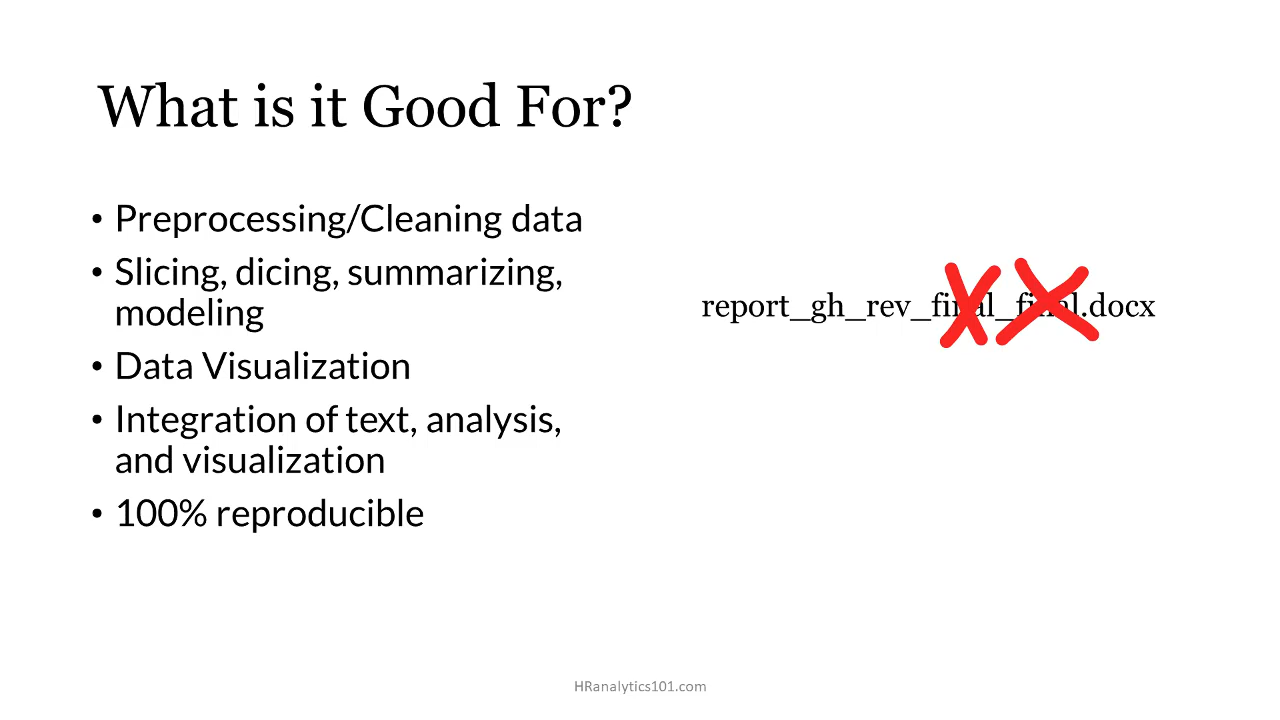 What is it Good For?
• Preprocessing/Cleaning data
• Slicing, dicing, summarizing,
modeling
• Data Visualization
• Integration of text, analysis,
and visualization
• 100% reproducible
report_gh_rev_final_final.docx
HRanalytics101.com